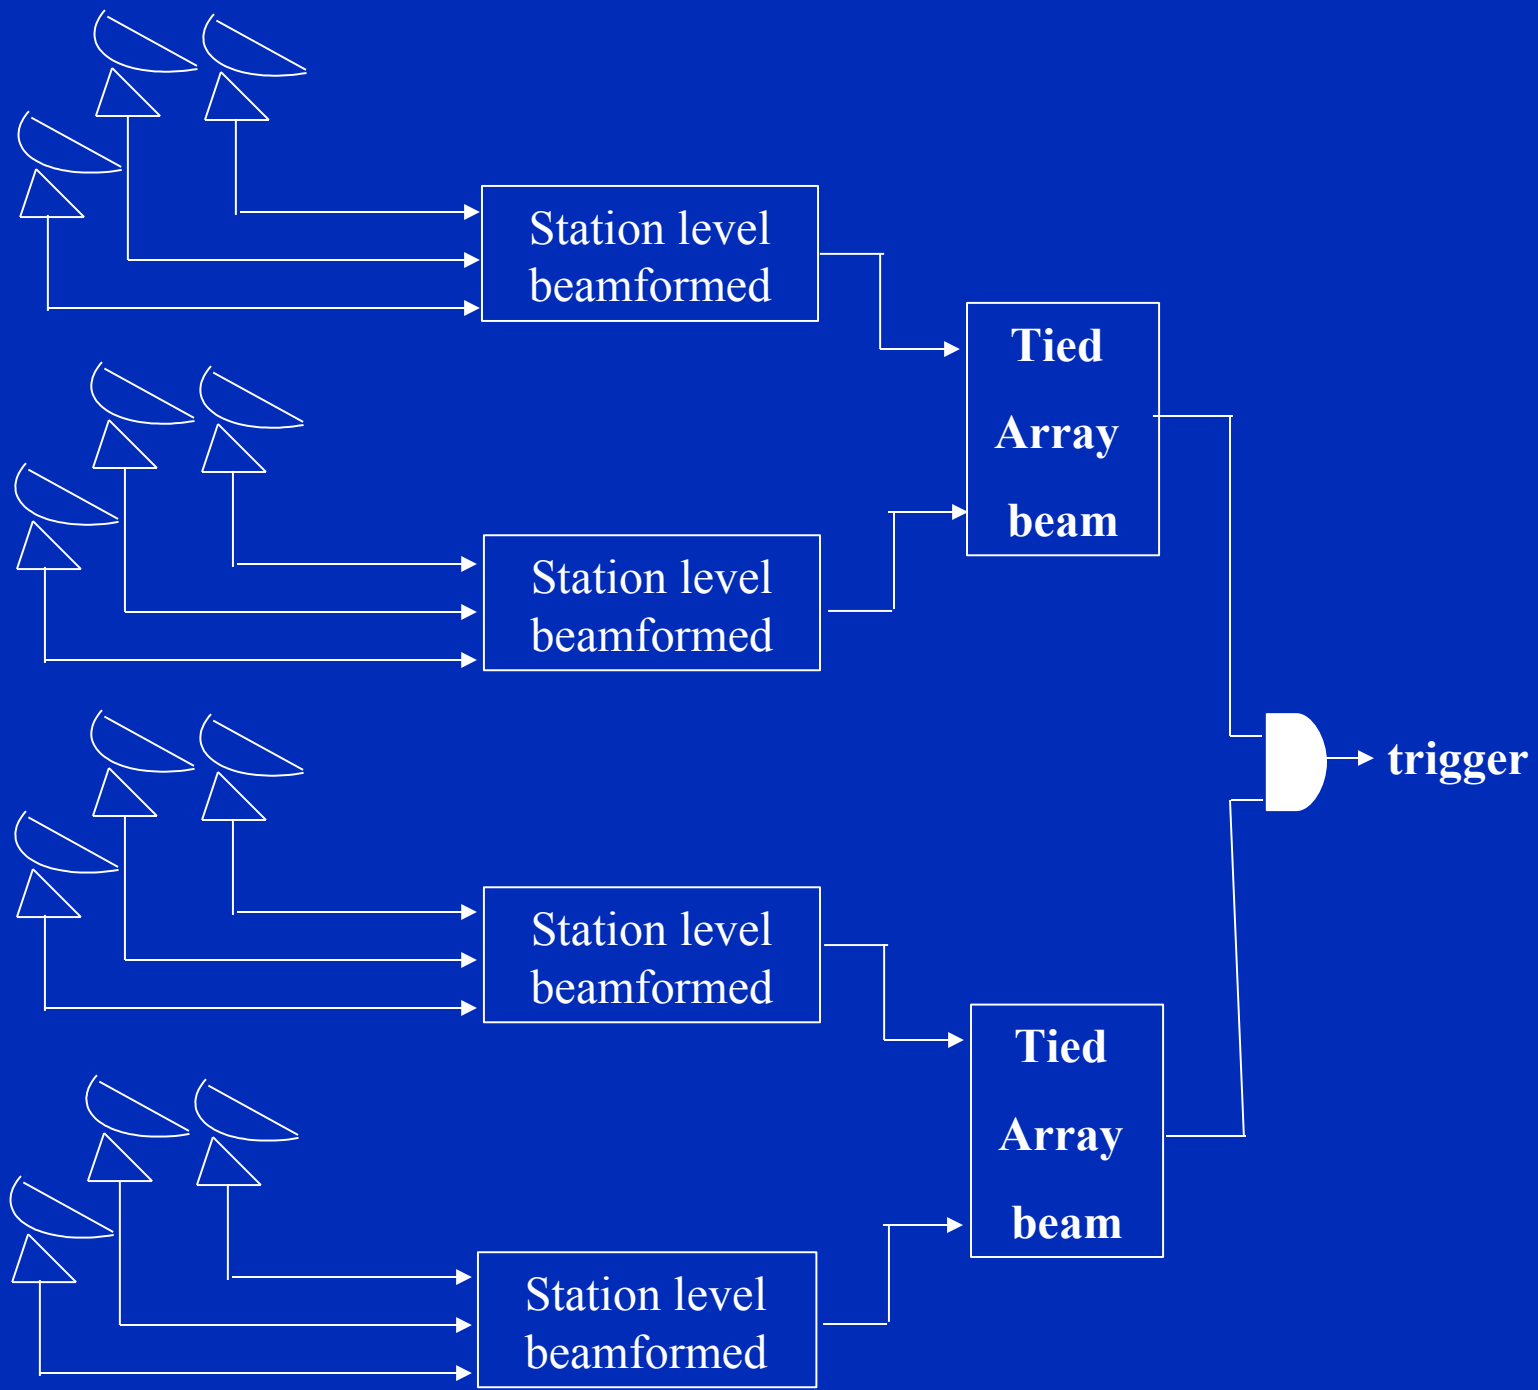 Station level
beamformed
Tied
Array
beam
Station level
beamformed
trigger
Station level
beamformed
Tied
Array
beam
Station level
beamformed